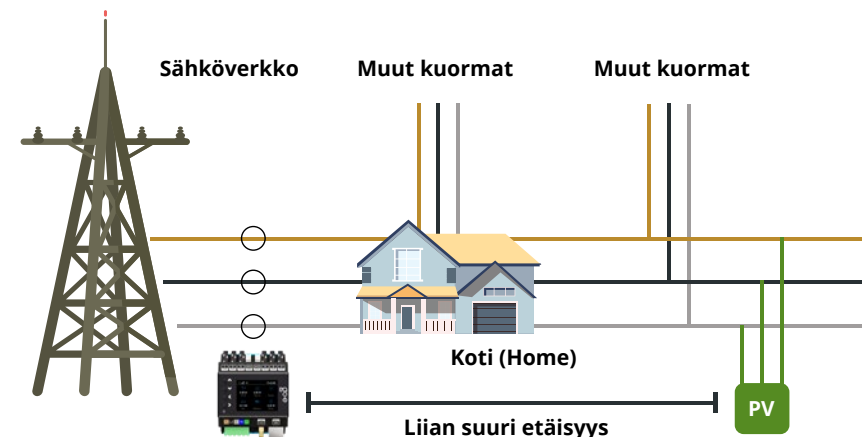 Sähköverkko
Muut kuormat
Muut kuormat
Koti (Home)
Liian suuri etäisyys
PV